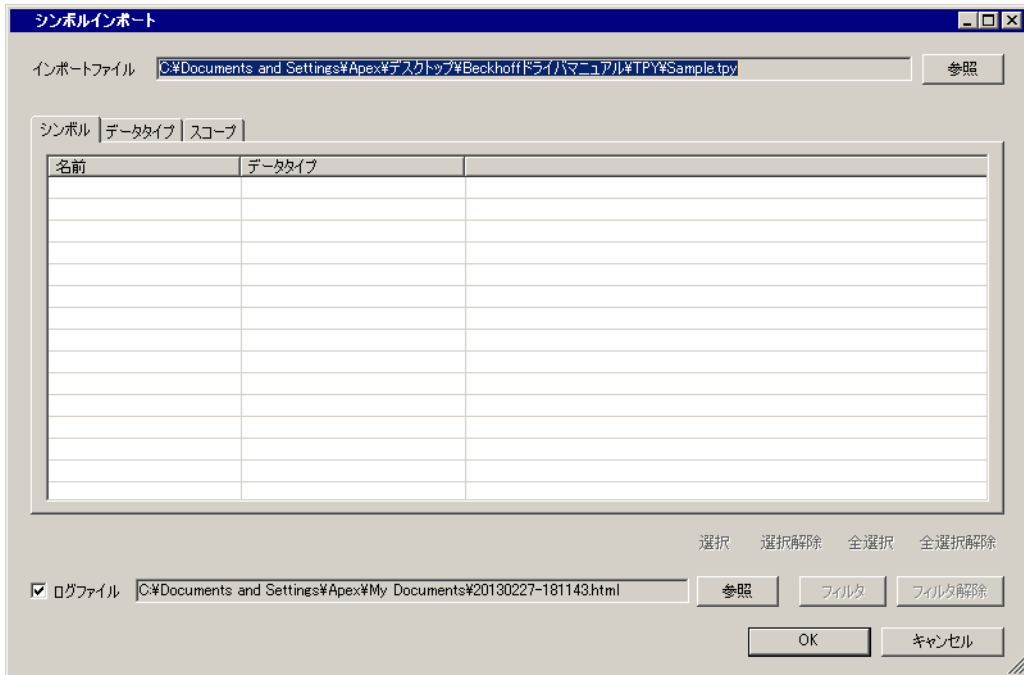 シンボルインポート
インポートファイル C:¥Documents and Settings¥Apex¥デスクトップ¥Beckhoffドライバマニュアル¥TPY¥Sample.tpy 参照
シンボル データタイプ スコープ
名前 データタイプ
選択 選択解除 全選択 全選択解除
ログファイル C:¥Documents and Settings¥Apex¥My Documents¥20130227-181143.html 参照 フィルタ フィルタ解除
OK キャンセル